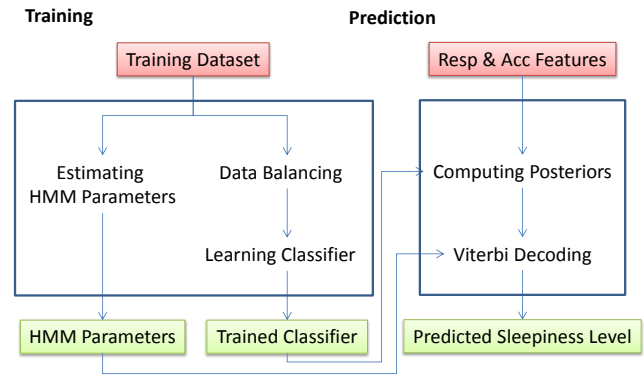 Training
Prediction
Training Dataset
Resp & Acc Features
Estimating
HMM Parameters
Data Balancing
Computing Posteriors
Learning Classifier
Viterbi Decoding
HMM Parameters
Trained Classifier
Predicted Sleepiness Level